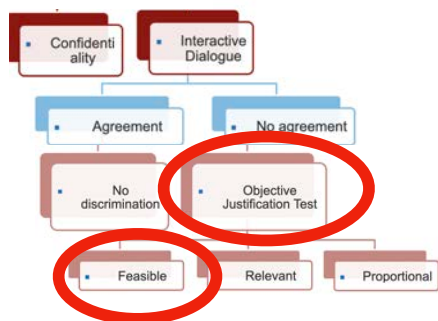 Confidenti
ality
Interactive
Dialogue
Agreement
No agreement
No
discrimination
Objective
Justification Test
Feasible
Relevant
Proportional